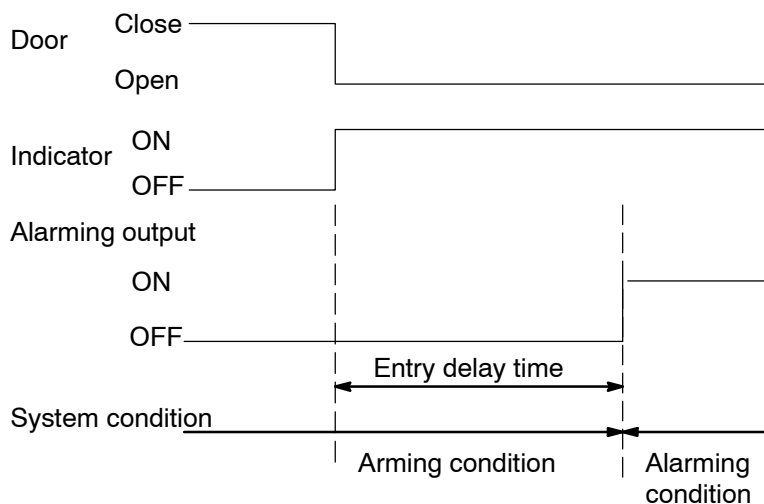 Close
Door
Open
ON
Indicator
OFF
Alarming output
ON
OFF
Entry delay time
System condition
Arming condition
Alarming
condition